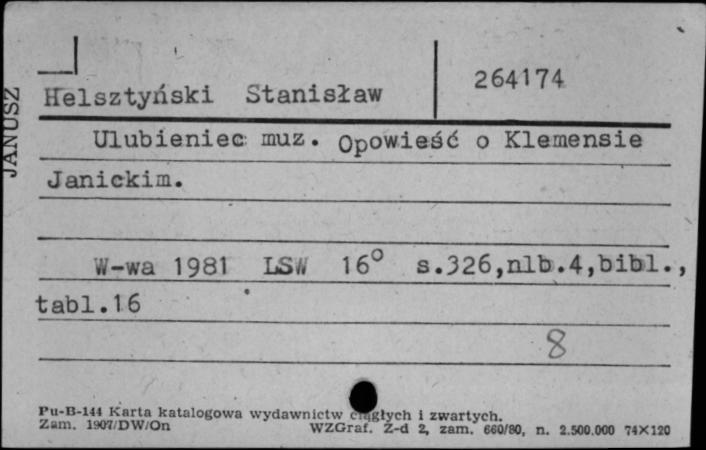 264174
Helsztyński Stanisław
JANUSZ
Ulubieniec muz. Opowieść o Klemensie
Janickim.
W-wa 1981 LSW 16° s.326,nlb.4,bibl.,
tabl.16
8
Pu-B-144 Karta katalogowa wydawnictw ciągłych i zwartych.
Zam. 1907/DW/On WZGraf. Z-d 2, zam. 660/80, n. 2.500.000 74×120